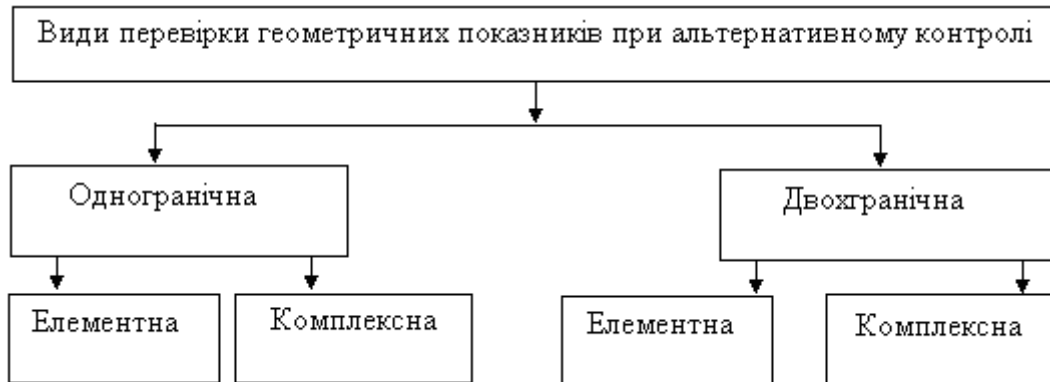 Види перевірки геометричних показників при альтернативному контролі
Одногранічна
Двохгранічна
Елементна
Комплексна
Елементна
Комплексна